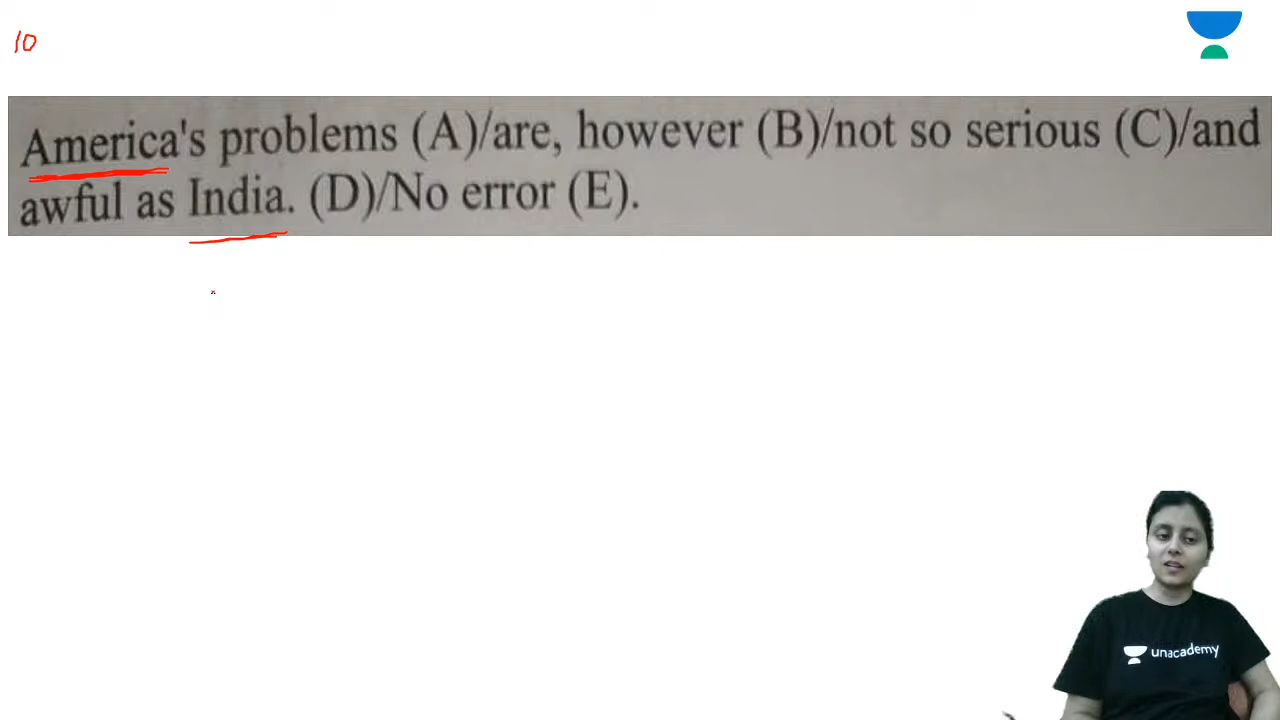 10
America's problems (A)/are, however (B)/not so serious (C)/and
awful as India. (D)/No error (E).
unacademy